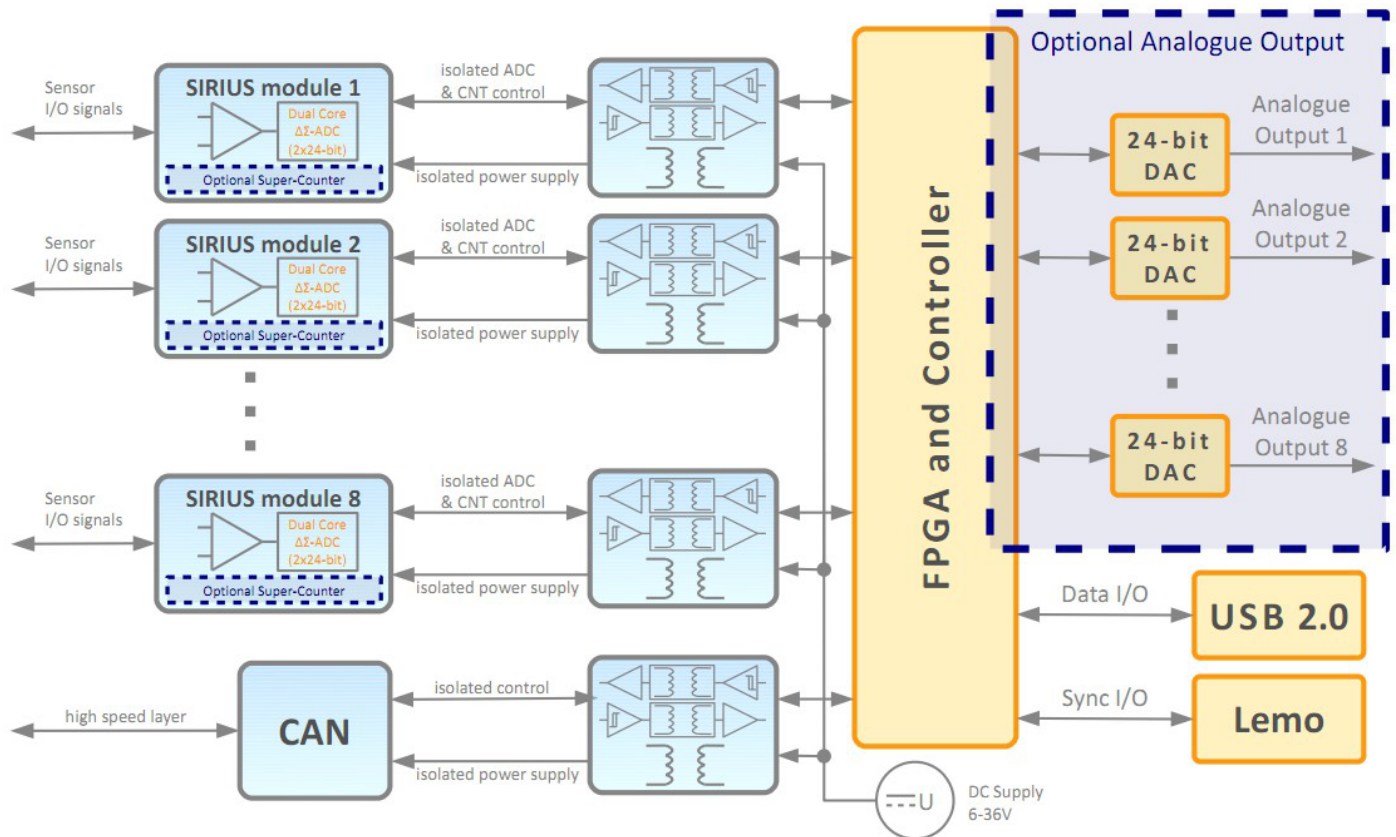 Optional Analogue Output
Sensor
I/O signals
SIRIUS module 1
Dual Core
ΔΣ-ADC
(2x24-bit)
Optional Super-Counter
isolated ADC
& CNT control
isolated power supply
24-bit
DAC
Analogue
Output 1
Sensor
I/O signals
SIRIUS module 2
Dual Core
ΔΣ-ADC
(2x24-bit)
Optional Super-Counter
isolated ADC
& CNT control
isolated power supply
24-bit
DAC
Analogue
Output 2
FPGA and Controller
Sensor
I/O signals
SIRIUS module 8
Dual Core
ΔΣ-ADC
(2x24-bit)
Optional Super-Counter
isolated ADC
& CNT control
isolated power supply
24-bit
DAC
Analogue
Output 8
Data I/O
USB 2.0
high speed layer
CAN
isolated control
isolated power supply
Sync I/O
Lemo
U
DC Supply
6-36V